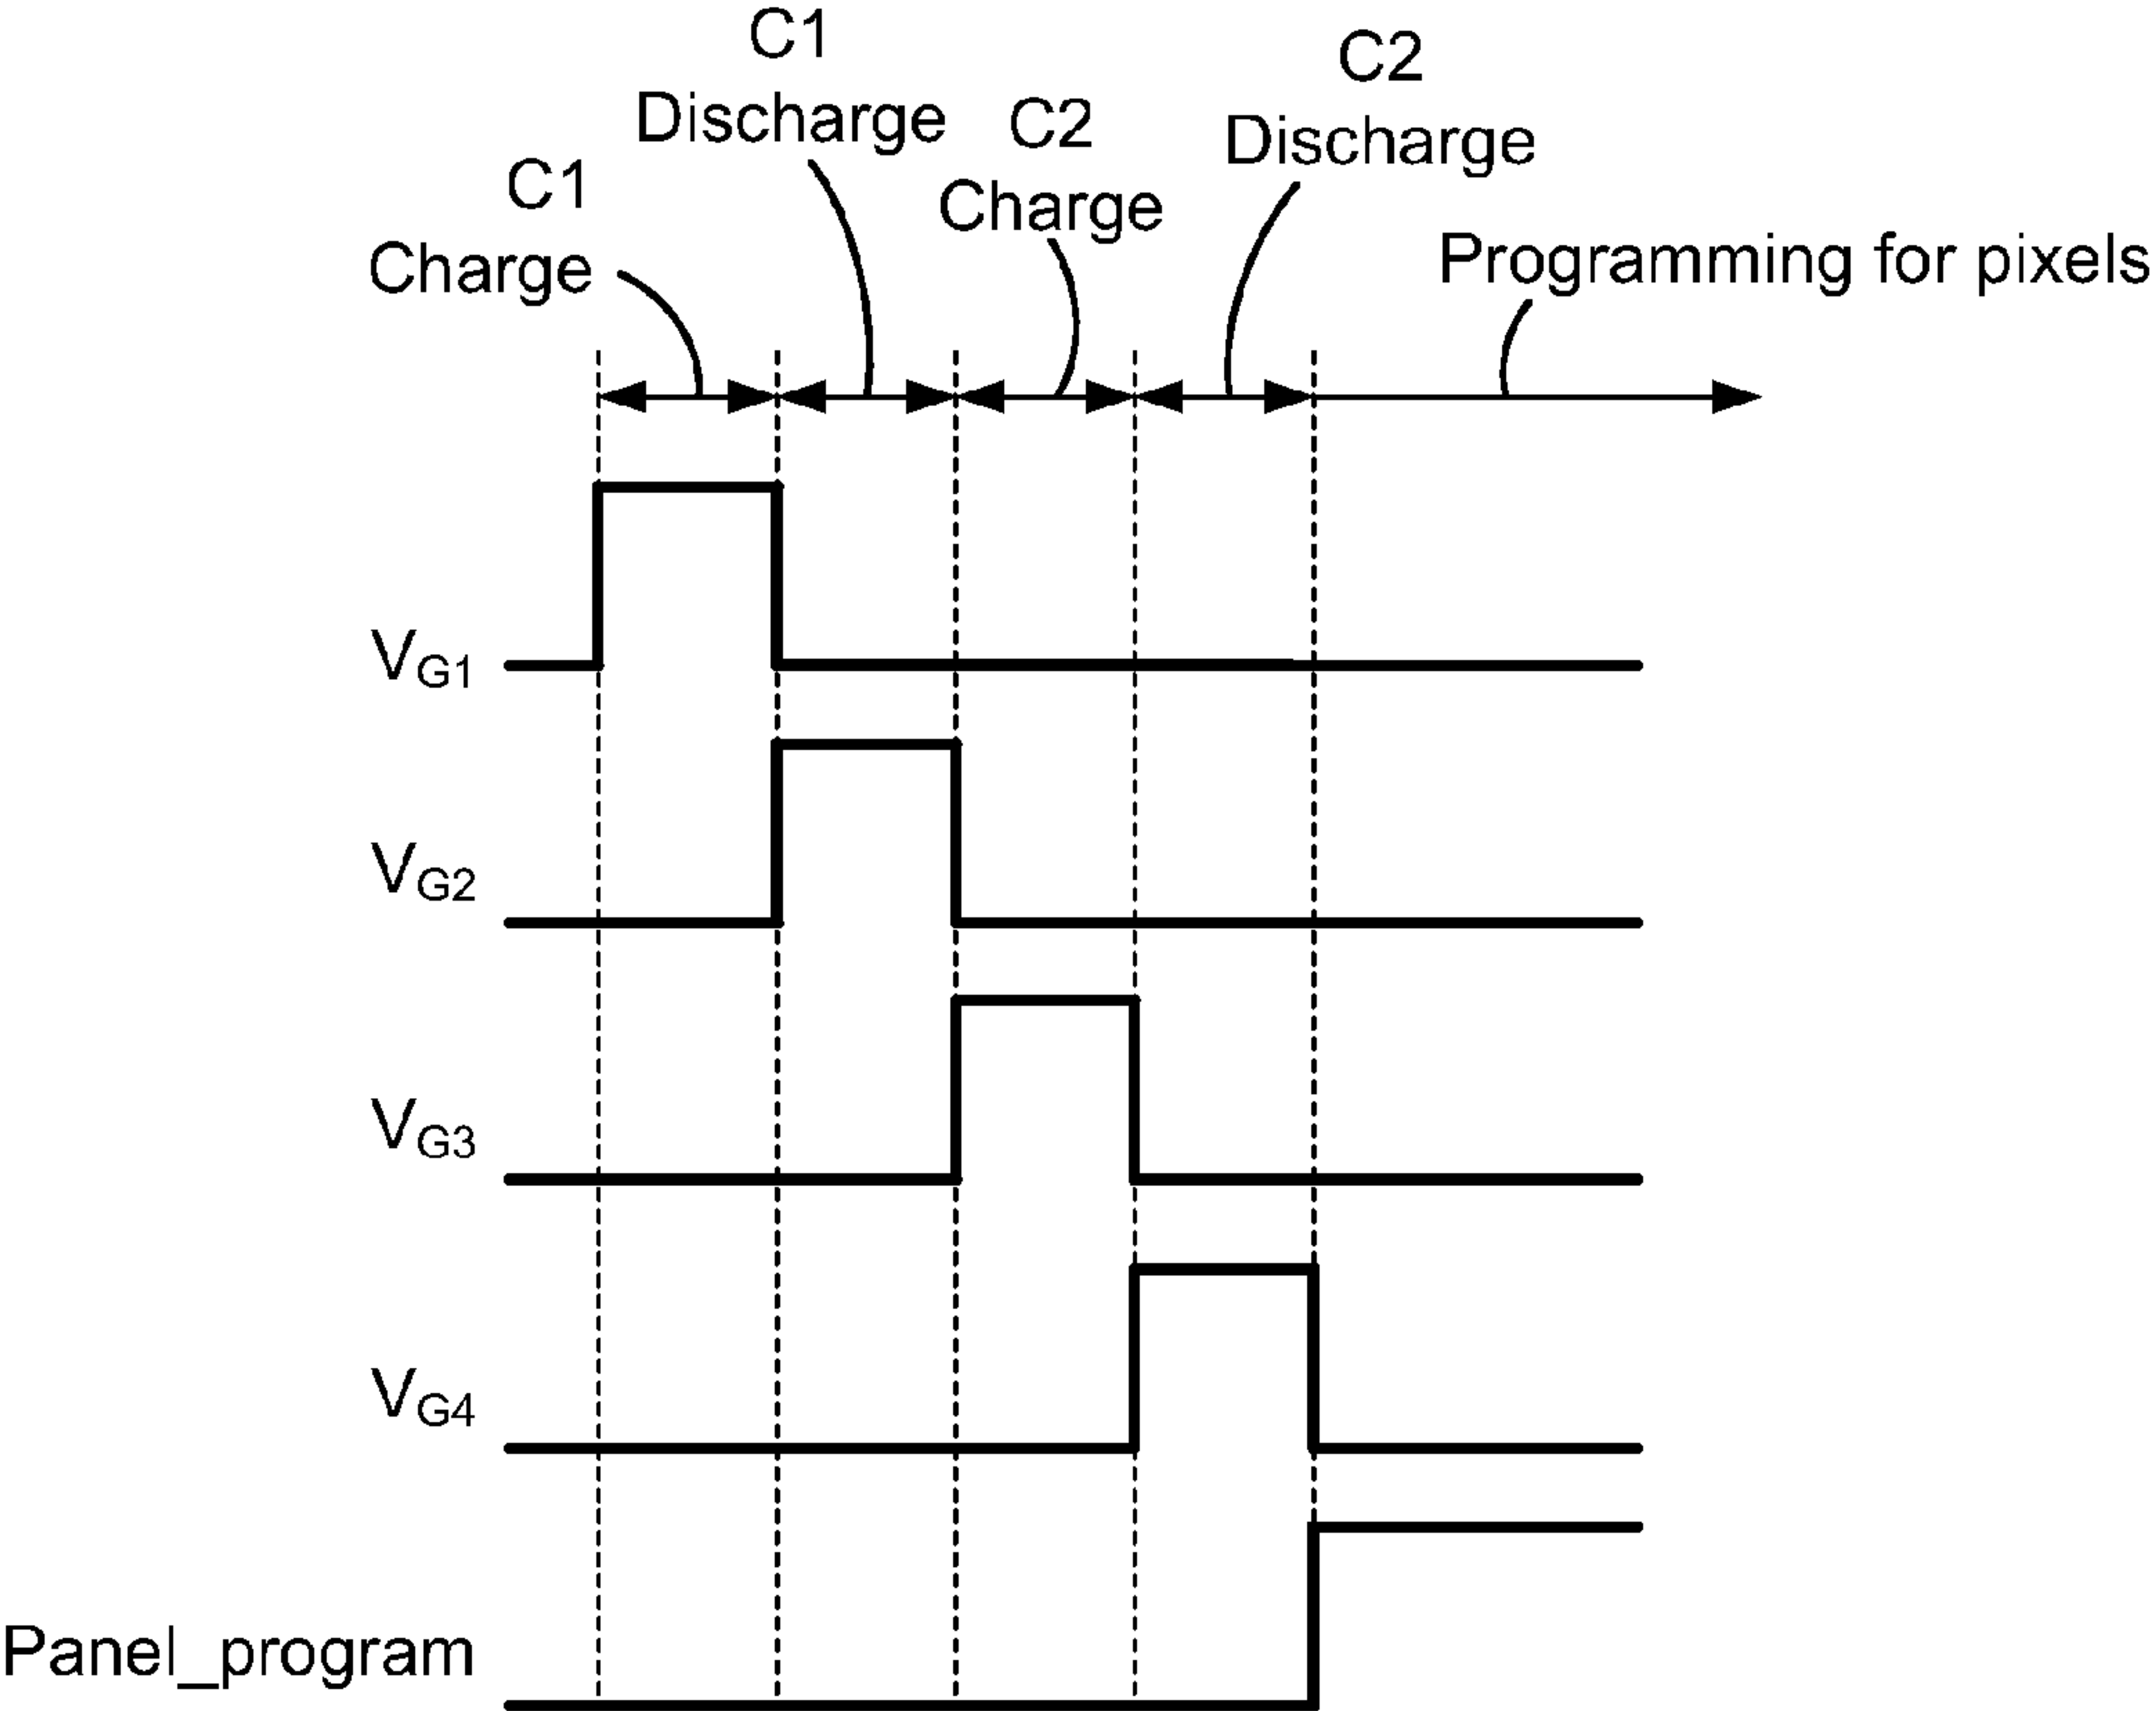 C1
Discharge
C2
Discharge
C2
Charge
C1
Charge
Programming for pixels
VG1
VG2
VG3
VG4
Panel_program